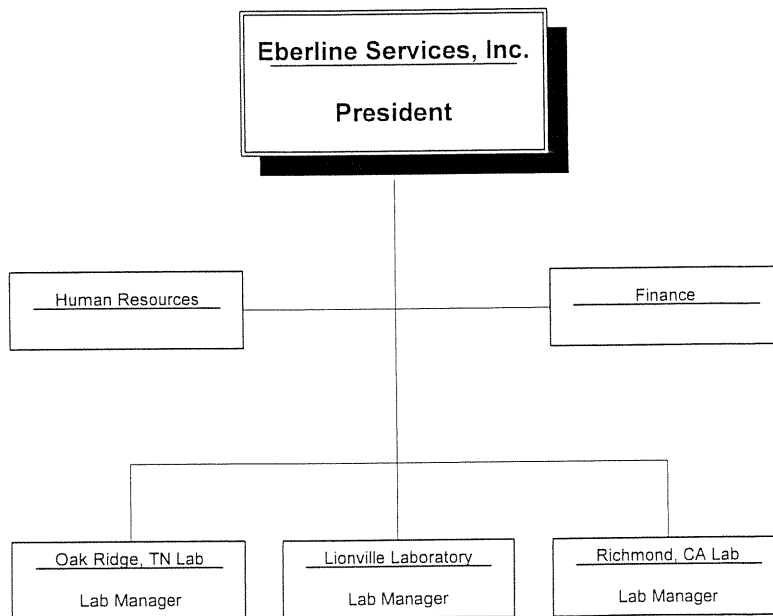 Eberline Services, Inc.
President
Human Resources
Finance
Oak Ridge, TN Lab
Lab Manager
Lionville Laboratory
Lab Manager
Richmond, CA Lab
Lab Manager